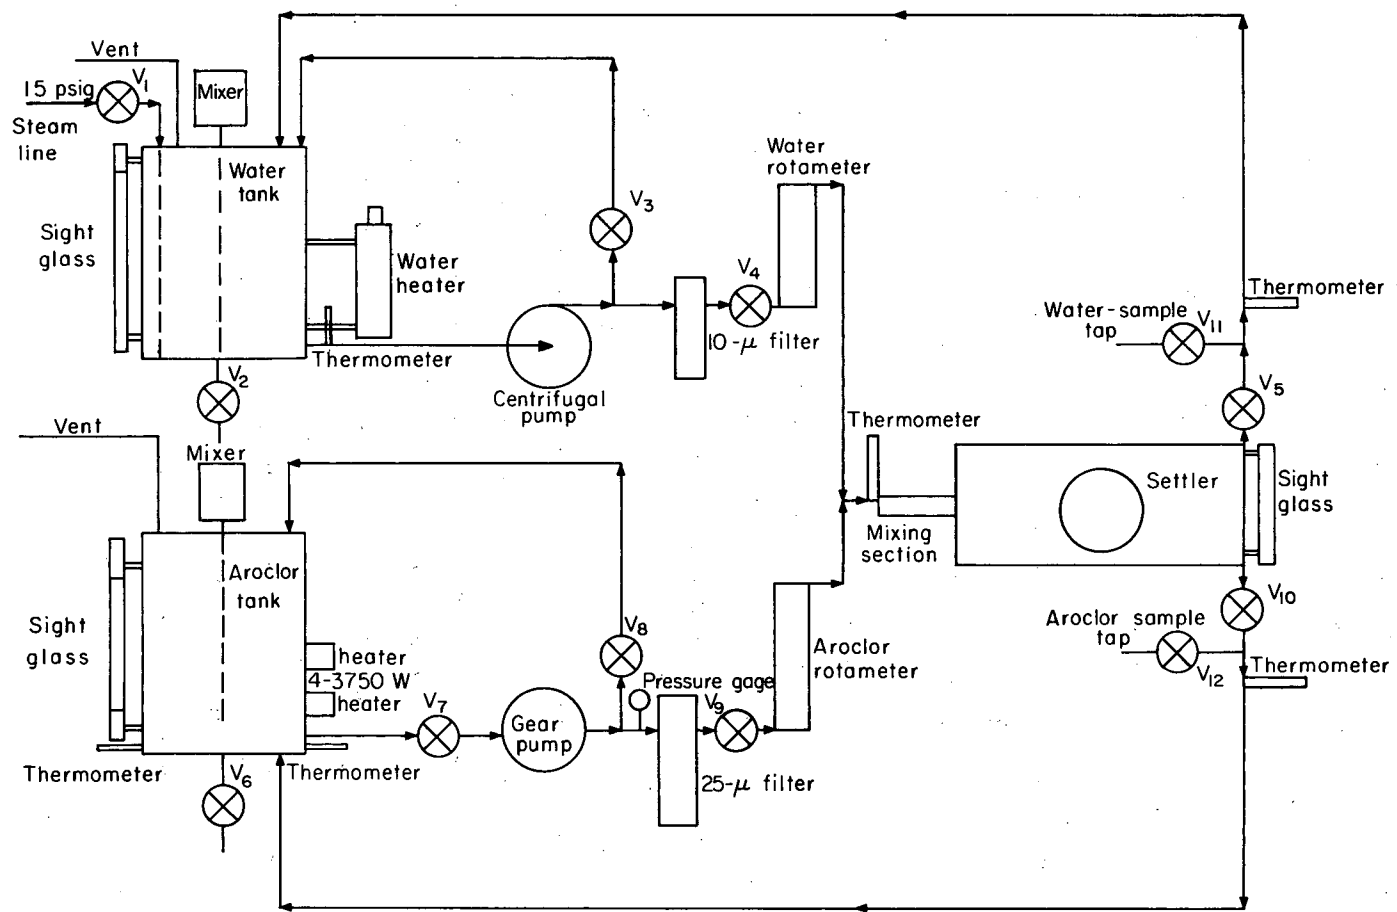 Vent
V1
15 psig
Steam
line
Mixer
Water
tank
Sight
glass
Water
heater
Thermometer
V2
V3
Centrifugal
pump
10-μ filter
V4
Water
rotameter
Thermometer
Water-sample
tap
V11
V5
Thermometer
Settler
Sight
glass
Mixing
section
V10
Aroclor sample
tap
V12
Thermometer
Vent
Mixer
Aroclor
tank
Sight
glass
heater
4-3750 W
heater
Thermometer
V6
Thermometer
V7
Gear
pump
V8
Pressure gage
V9
25-μ filter
Aroclor
rotameter